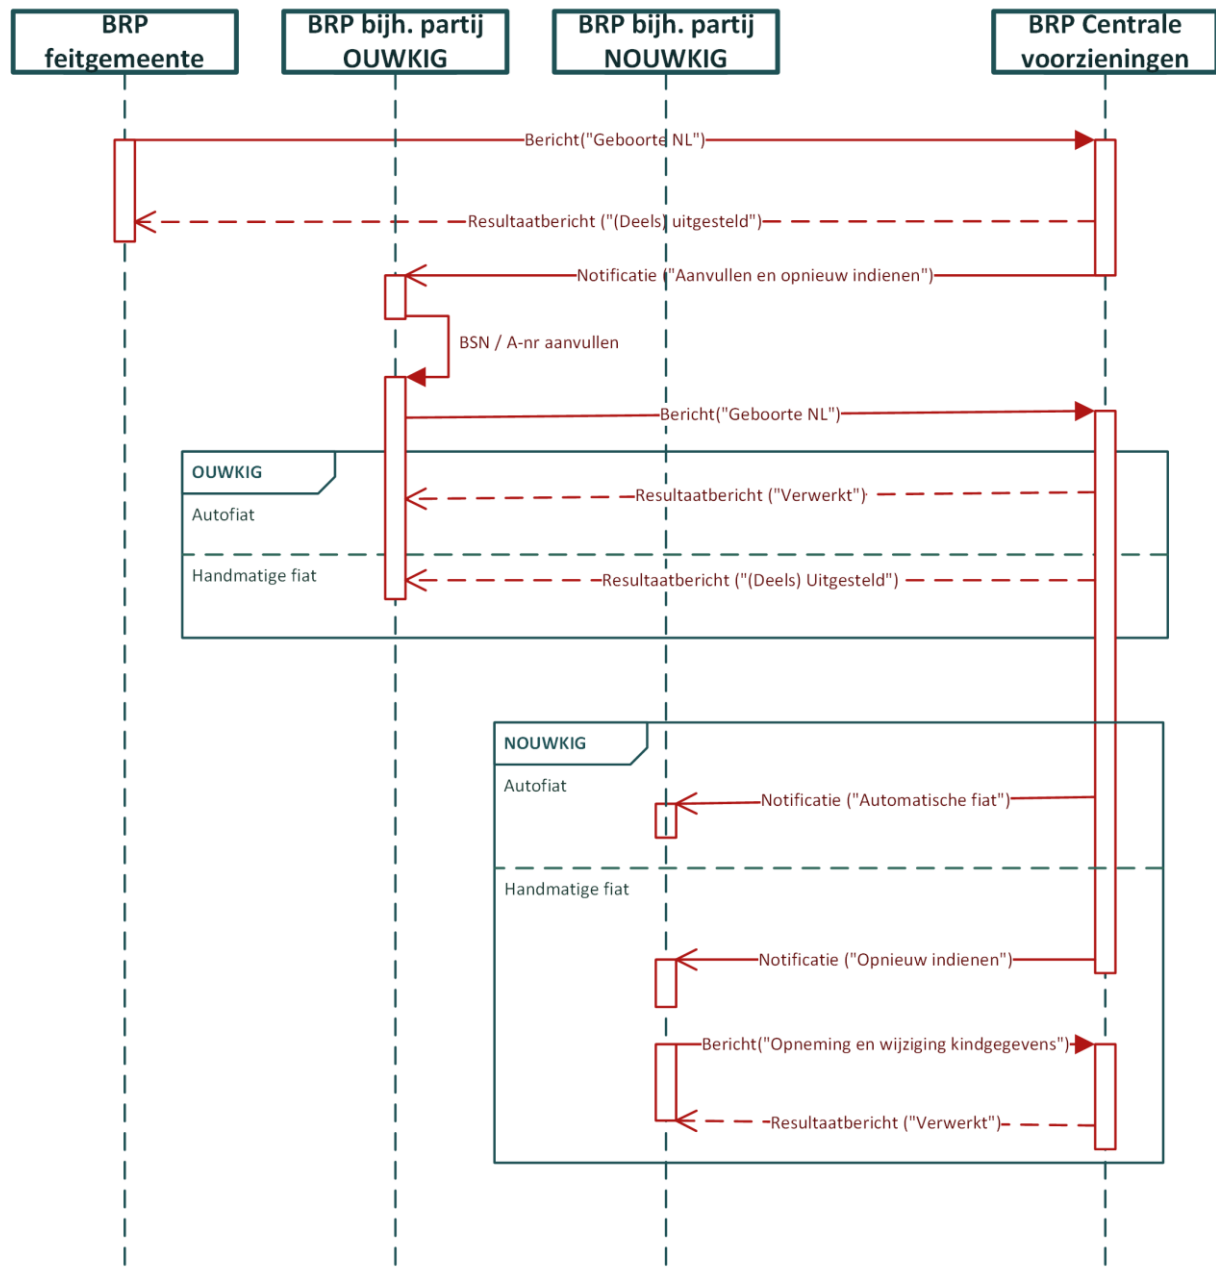 BRP
feitgemeente
BRP bijh. partij
OUWKIG
BRP bijh. partij
NOUWKIG
BRP Centrale
voorzieningen
Bericht("Geboorte NL")
Resultaatbericht ("(Deels) uitgesteld")
Notificatie ("Aanvullen en opnieuw indienen")
BSN / A-nr aanvullen
Bericht("Geboorte NL")
OUWKIG
Resultaatbericht ("Verwerkt")
Autofiat
Handmatige fiat
Resultaatbericht ("(Deels) Uitgesteld")
NOUWKIG
Autofiat
Notificatie ("Automatische fiat")
Handmatige fiat
Notificatie ("Opnieuw indienen")
Bericht("Opneming en wijziging kindgegevens")
Resultaatbericht ("Verwerkt")